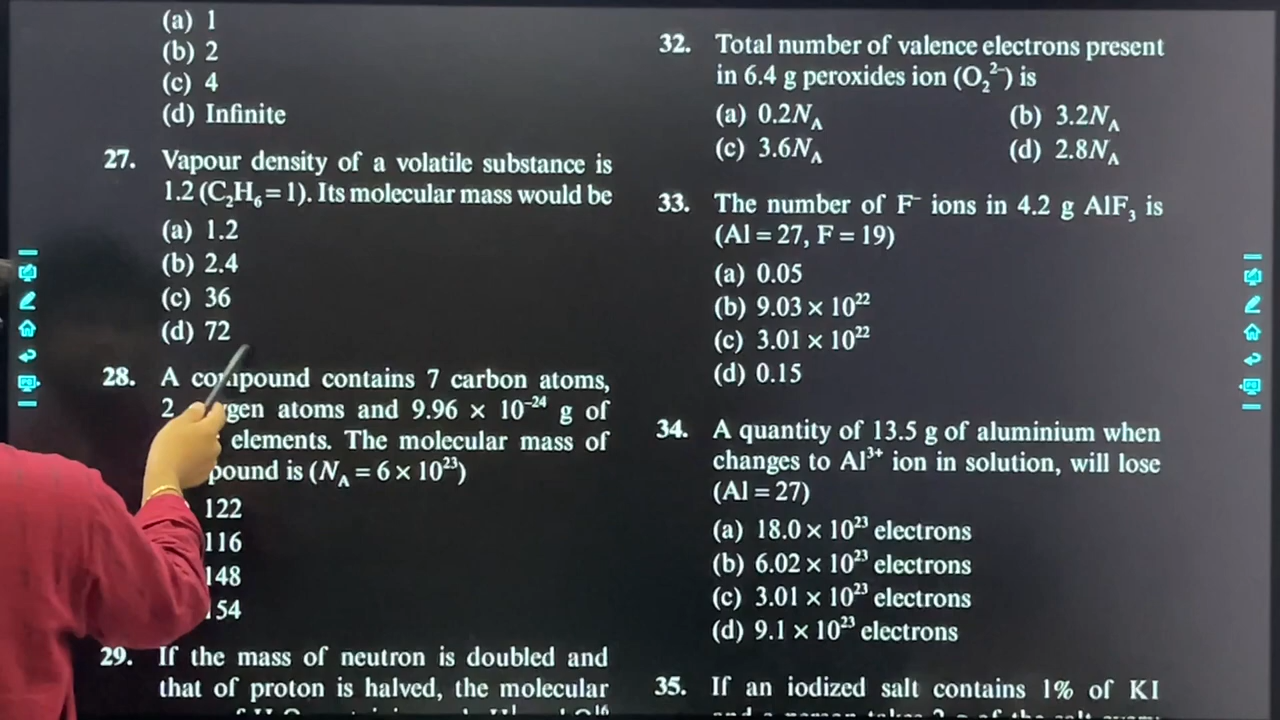 (a) 1
(b) 2
(c) 4
(d) Infinite
27. Vapour density of a volatile substance is
1.2 (C₂H₆ = 1). Its molecular mass would be
(a) 1.2
(b) 2.4
(c) 36
(d) 72
28. A compound contains 7 carbon atoms,
2 gen atoms and 9.96 × 10⁻²⁴ g of
elements. The molecular mass of
pound is (N_A = 6 × 10²³)
122
116
148
154
29. If the mass of neutron is doubled and
that of proton is halved, the molecular
32. Total number of valence electrons present
in 6.4 g peroxides ion (O₂²⁻) is
(a) 0.2N_A (b) 3.2N_A
(c) 3.6N_A (d) 2.8N_A
33. The number of F⁻ ions in 4.2 g AlF₃ is
(Al = 27, F = 19)
(a) 0.05
(b) 9.03 × 10²²
(c) 3.01 × 10²²
(d) 0.15
34. A quantity of 13.5 g of aluminium when
changes to Al³⁺ ion in solution, will lose
(Al = 27)
(a) 18.0 × 10²³ electrons
(b) 6.02 × 10²³ electrons
(c) 3.01 × 10²³ electrons
(d) 9.1 × 10²³ electrons
35. If an iodized salt contains 1% of KI